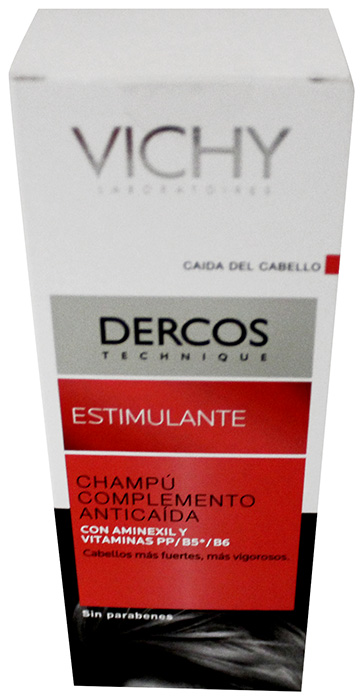 VICHY
LABORATOIRES
CAIDA DEL CABELLO
DERCOS
TECHNIQUE
ESTIMULANTE
CHAMPÚ
COMPLEMENTO
ANTICAÍDA
CON AMINEXIL Y
VITAMINAS PP/B5*/B6
Cabellos más fuertes, más vigorosos.
Sin parabenes